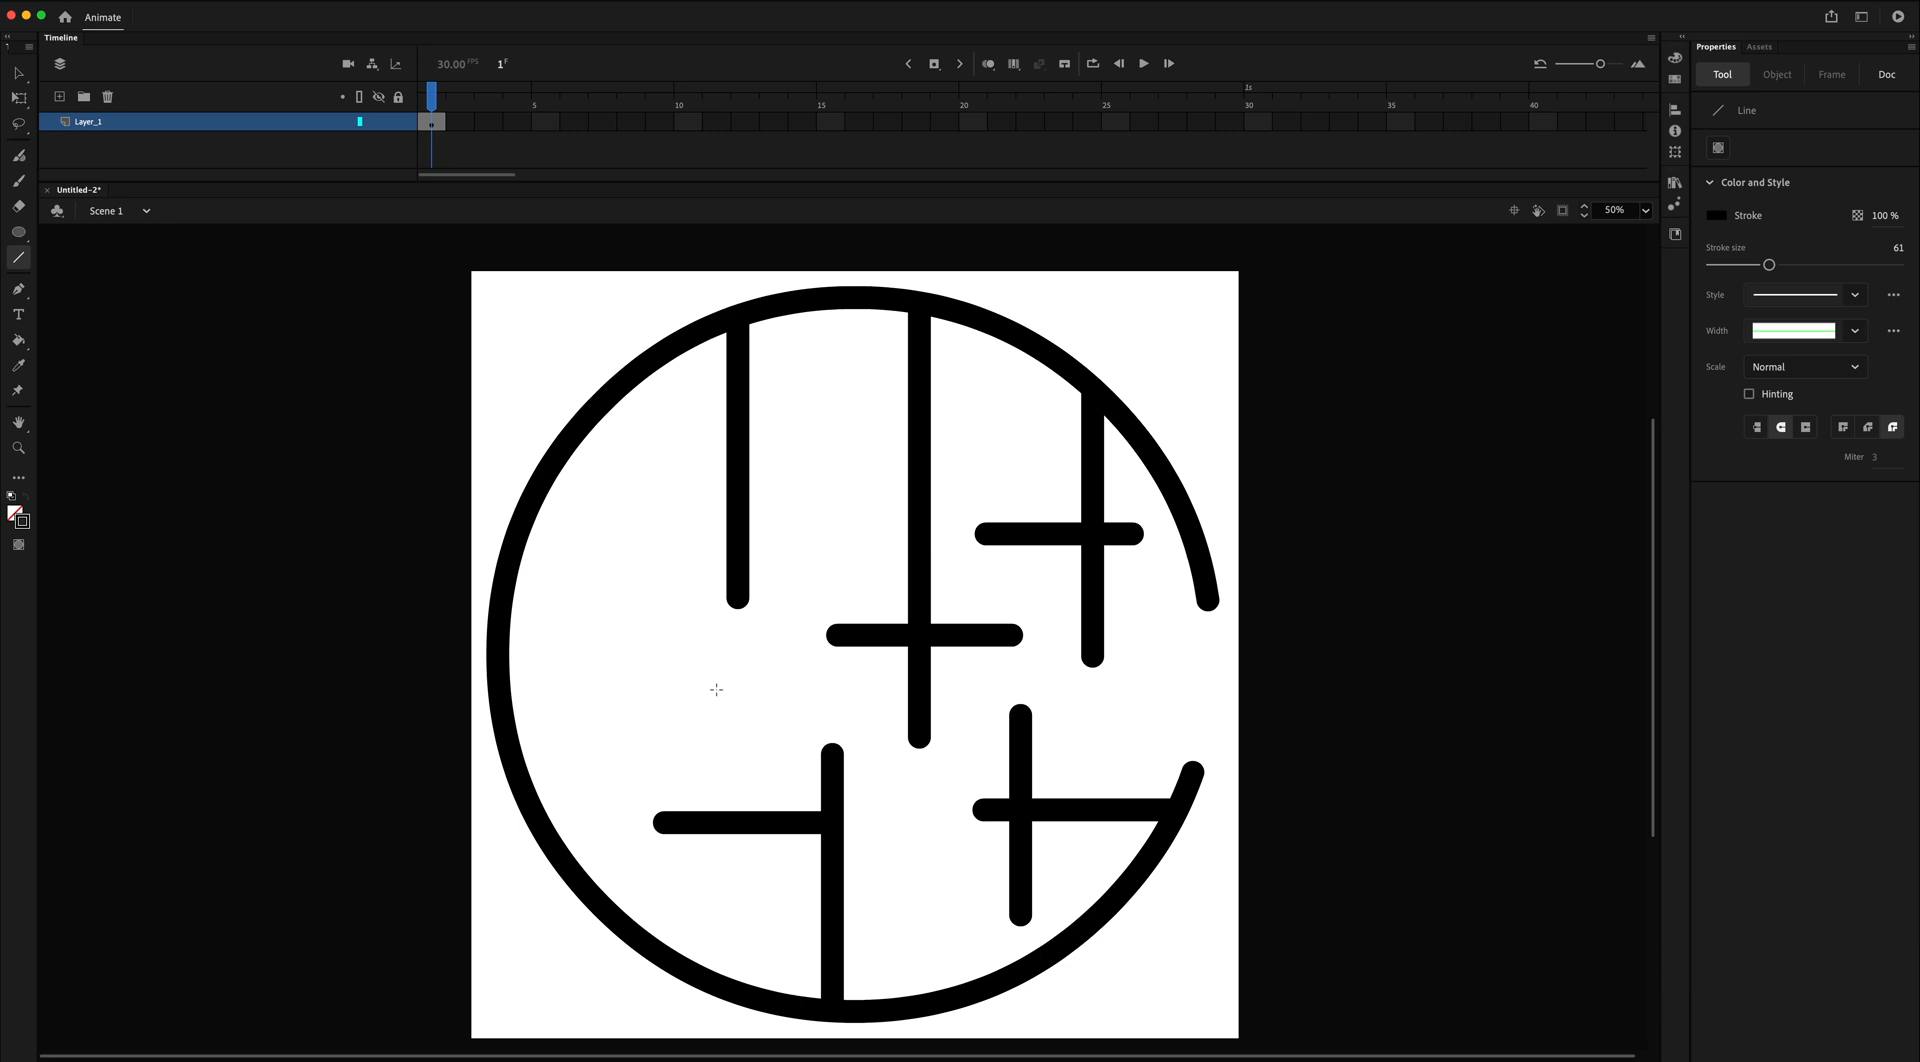 Animate
Timeline
30.00 FPS
1 F
1s
5
10
15
20
25
30
35
40
Layer_1
Untitled-2*
Scene 1
50%
Properties
Assets
Tool
Object
Frame
Doc
Line
Color and Style
Stroke
100 %
Stroke size
61
Style
Width
Scale
Normal
Hinting
Miter 3